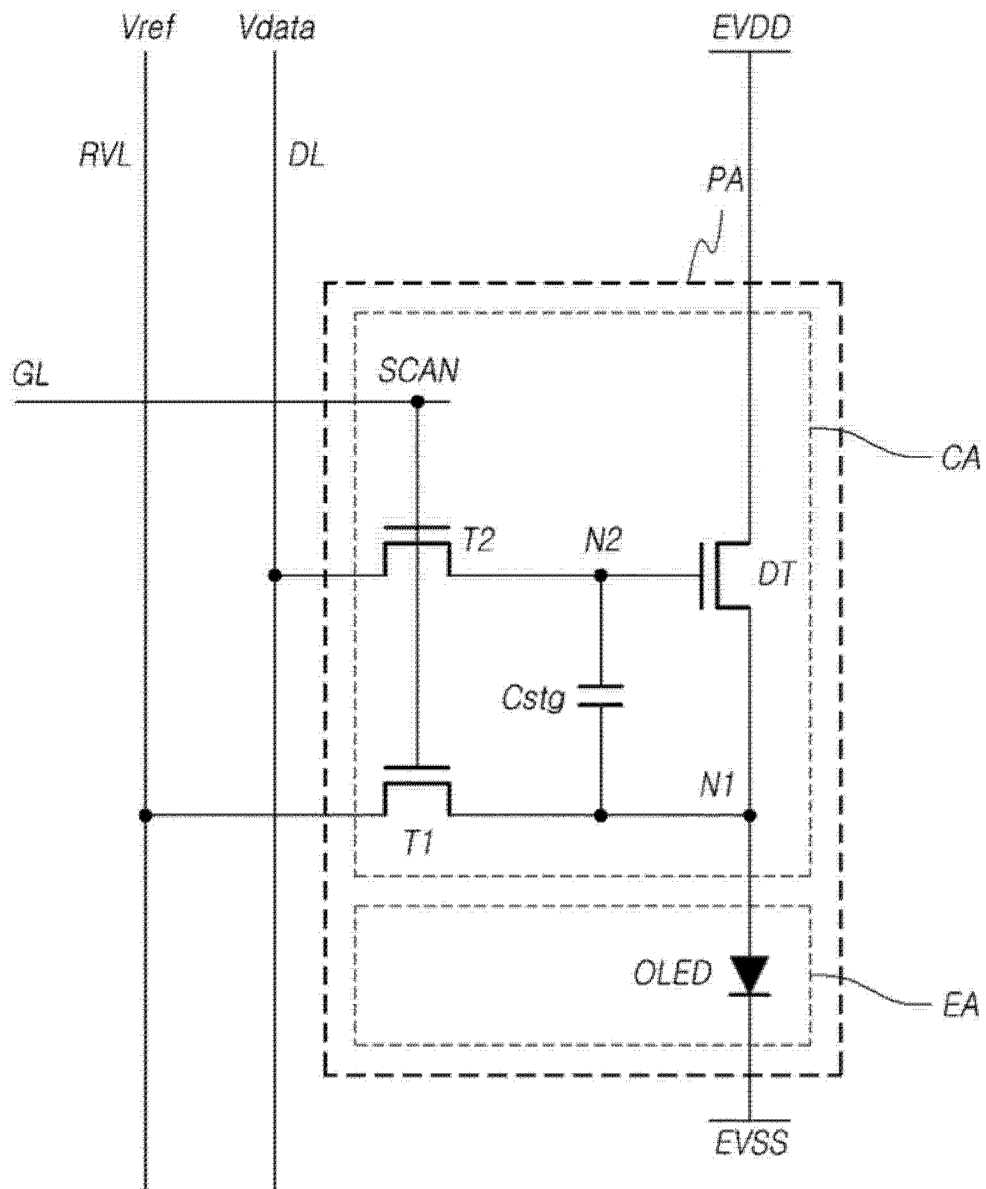 Vref
Vdata
EVDD
RVL
DL
PA
GL
SCAN
CA
T2
N2
DT
Cstg
N1
T1
OLED
EA
EVSS